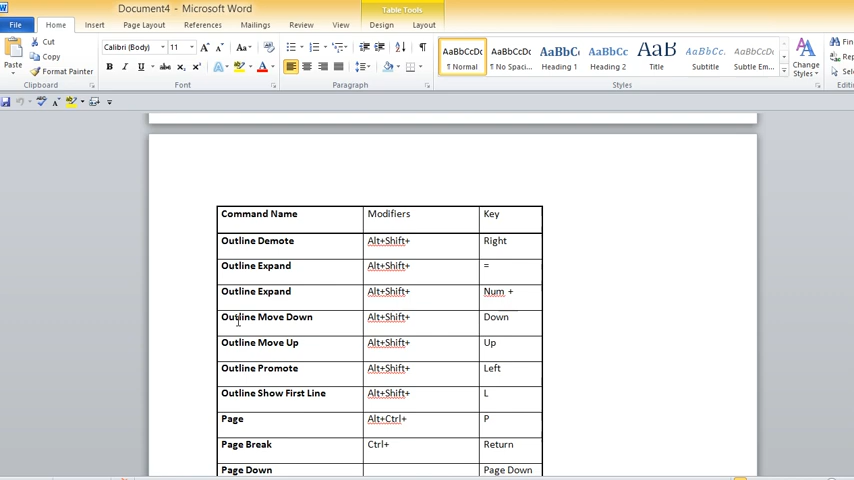 Document4 - Microsoft Word
Table Tools
File Home Insert Page Layout References Mailings Review View Design Layout
Cut
Copy
Format Painter
Paste
Clipboard
Calibri (Body) 11
Font
Paragraph
AaBbCcDc AaBbCcDc AaBbC AaBbCc AaB AaBbCc. AaBbCcDc
¶ Normal ¶ No Spaci... Heading 1 Heading 2 Title Subtitle Subtle Em...
Styles
Change
Styles
Fin
Rep
Sele
Editi
Command Name Modifiers Key
Outline Demote Alt+Shift+ Right
Outline Expand Alt+Shift+ =
Outline Expand Alt+Shift+ Num +
Outline Move Down Alt+Shift+ Down
Outline Move Up Alt+Shift+ Up
Outline Promote Alt+Shift+ Left
Outline Show First Line Alt+Shift+ L
Page Alt+Ctrl+ P
Page Break Ctrl+ Return
Page Down Page Down